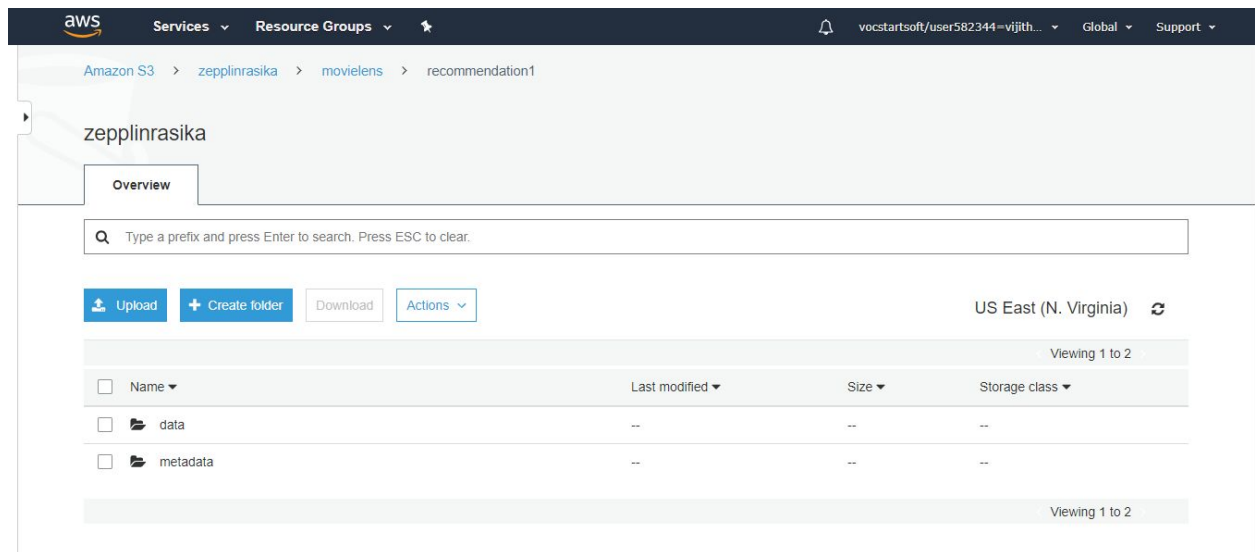 aws Services Resource Groups vocstartsoft/user582344=vijith... Global Support
Amazon S3 > zepplinrasika > movielens > recommendation1
zepplinrasika
Overview
Type a prefix and press Enter to search. Press ESC to clear.
Upload + Create folder Download Actions US East (N. Virginia)
Viewing 1 to 2
Name Last modified Size Storage class
data -- -- --
metadata -- -- --
Viewing 1 to 2